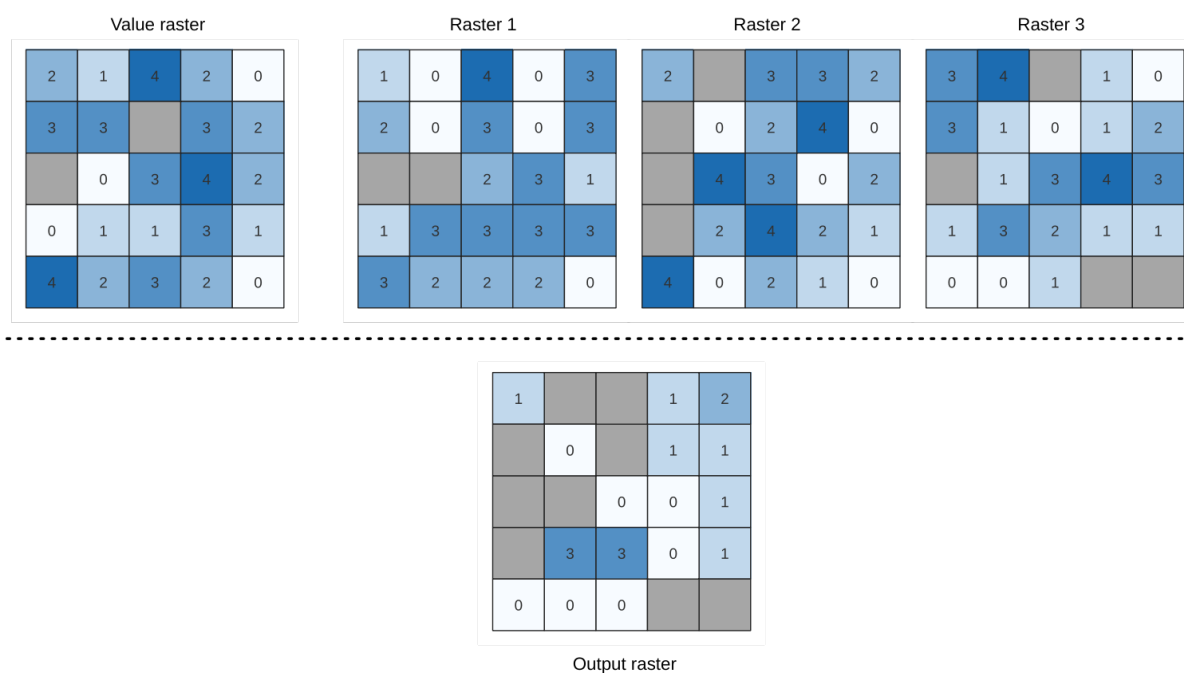 Value raster Raster 1 Raster 2 Raster 3
2 1 4 2 0 1 0 4 0 3 2 3 3 2 3 4 1 0
3 3 3 2 2 0 3 0 3 0 2 4 0 3 1 0 1 2
0 3 4 2 2 3 1 4 3 0 2 1 3 4 3
0 1 1 3 1 1 3 3 3 3 2 4 2 1 1 3 2 1 1
4 2 3 2 0 3 2 2 2 0 4 0 2 1 0 0 0 1
1 1 2
0 1 1
0 0 1
3 3 0 1
0 0 0
Output raster